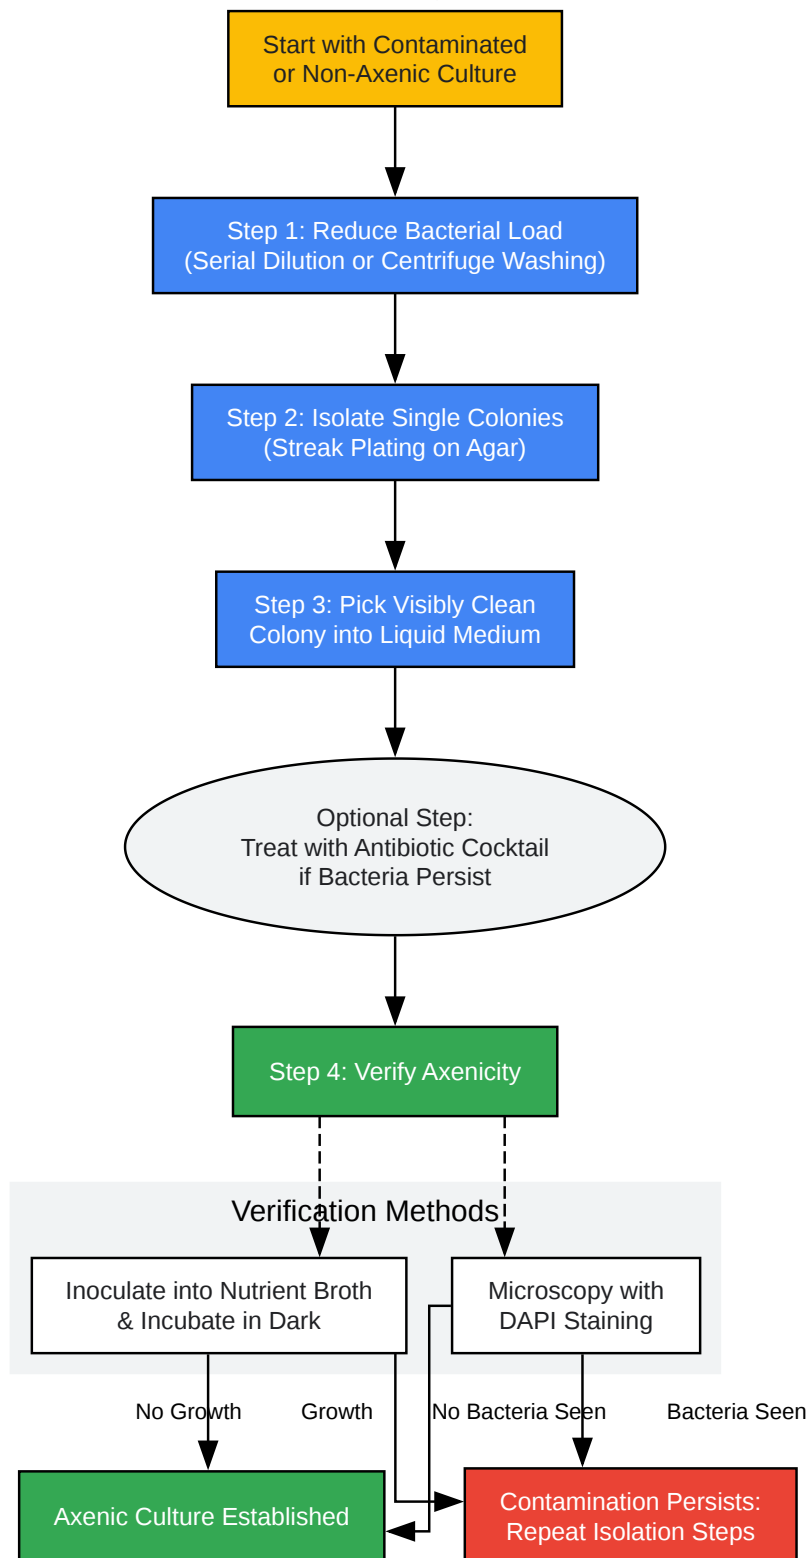 Start with Contaminated
or Non-Axenic Culture
Step 1: Reduce Bacterial Load
(Serial Dilution or Centrifuge Washing)
Step 2: Isolate Single Colonies
(Streak Plating on Agar)
Step 3: Pick Visibly Clean
Colony into Liquid Medium
Optional Step:
Treat with Antibiotic Cocktail
if Bacteria Persist
Step 4: Verify Axenicity
Verification Methods
Inoculate into Nutrient Broth
& Incubate in Dark
Microscopy with
DAPI Staining
No Growth
Growth
No Bacteria Seen
Bacteria Seen
Axenic Culture Established
Contamination Persists:
Repeat Isolation Steps